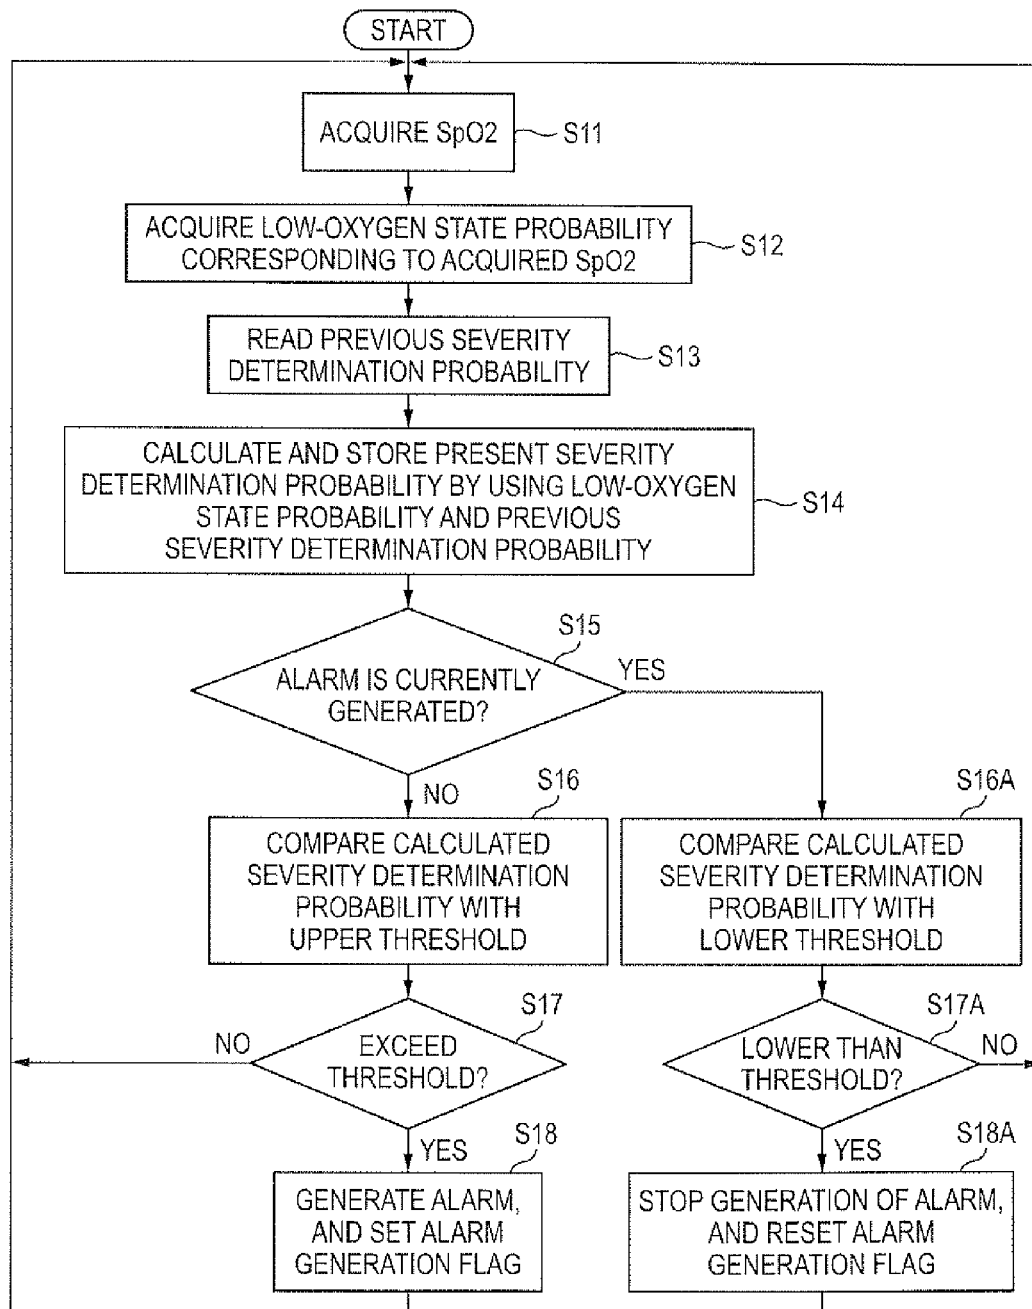 START
ACQUIRE SpO2
S11
ACQUIRE LOW-OXYGEN STATE PROBABILITY
CORRESPONDING TO ACQUIRED SpO2
S12
READ PREVIOUS SEVERITY
DETERMINATION PROBABILITY
S13
CALCULATE AND STORE PRESENT SEVERITY
DETERMINATION PROBABILITY BY USING LOW-OXYGEN
STATE PROBABILITY AND PREVIOUS
SEVERITY DETERMINATION PROBABILITY
S14
S15
ALARM IS CURRENTLY
GENERATED?
YES
NO
S16
COMPARE CALCULATED
SEVERITY DETERMINATION
PROBABILITY WITH
UPPER THRESHOLD
S16A
COMPARE CALCULATED
SEVERITY DETERMINATION
PROBABILITY WITH
LOWER THRESHOLD
S17
EXCEED
THRESHOLD?
NO
YES
S17A
LOWER THAN
THRESHOLD?
NO
YES
S18
GENERATE ALARM,
AND SET ALARM
GENERATION FLAG
S18A
STOP GENERATION OF ALARM,
AND RESET ALARM
GENERATION FLAG